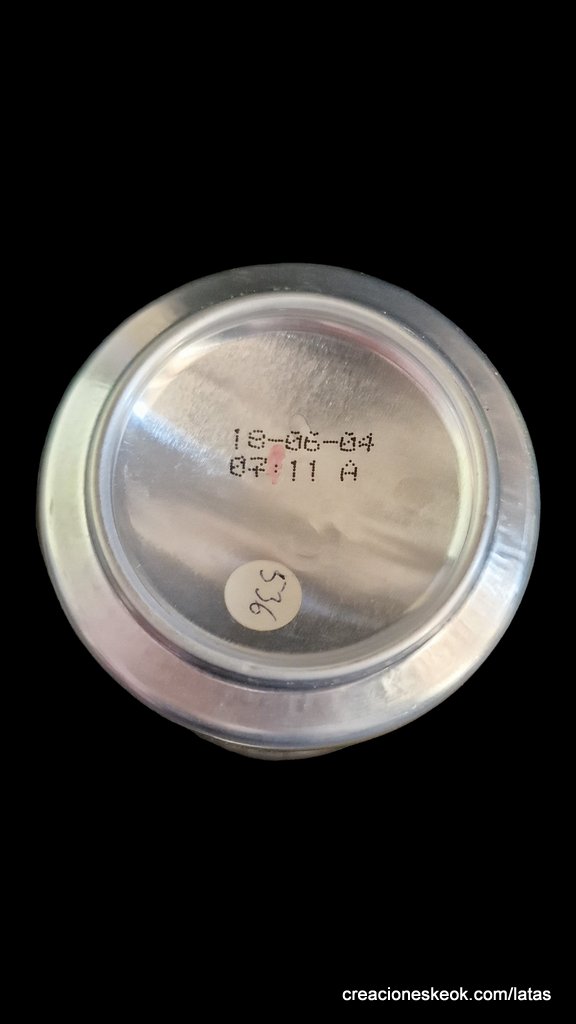 18-06-04
07:11 A
536
creacioneskeok.com/latas